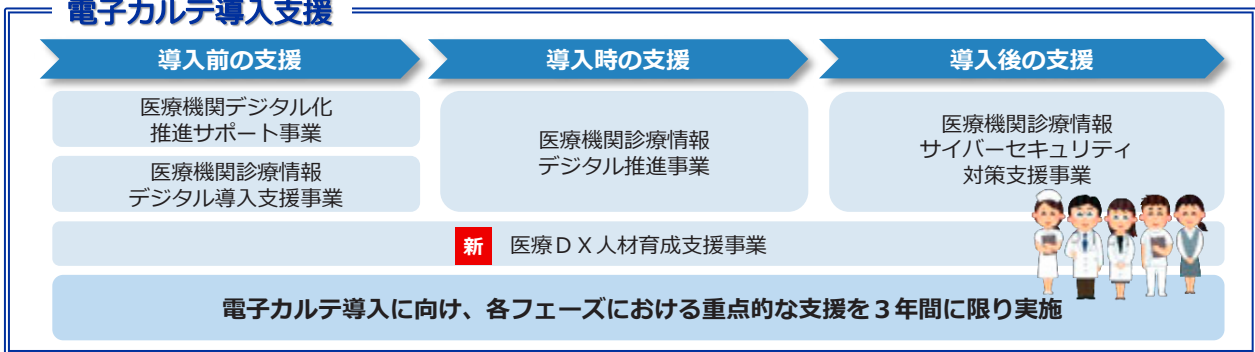 電子カルテ導入支援
導入前の支援
導入時の支援
導入後の支援
医療機関デジタル化
推進サポート事業
医療機関診療情報
デジタル導入支援事業
医療機関診療情報
デジタル推進事業
医療機関診療情報
サイバーセキュリティ
対策支援事業
新 医療ＤＸ人材育成支援事業
電子カルテ導入に向け、各フェーズにおける重点的な支援を３年間に限り実施